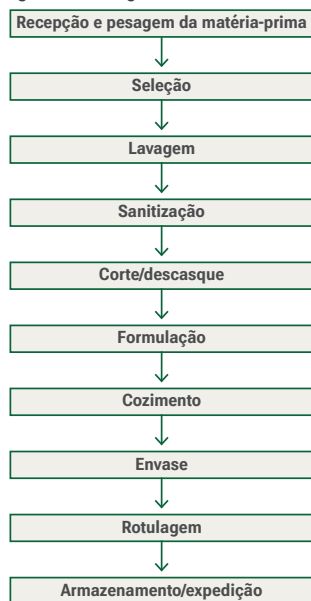 Recepção e pesagem da matéria-prima
Seleção
Lavagem
Sanitização
Corte/descasque
Formulação
Cozimento
Envase
Rotulagem
Armazenamento/expedição